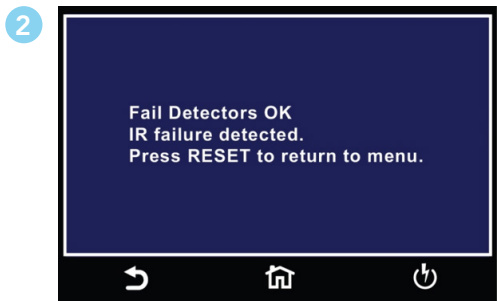 2
Fail Detectors OK
IR failure detected.
Press RESET to return to menu.